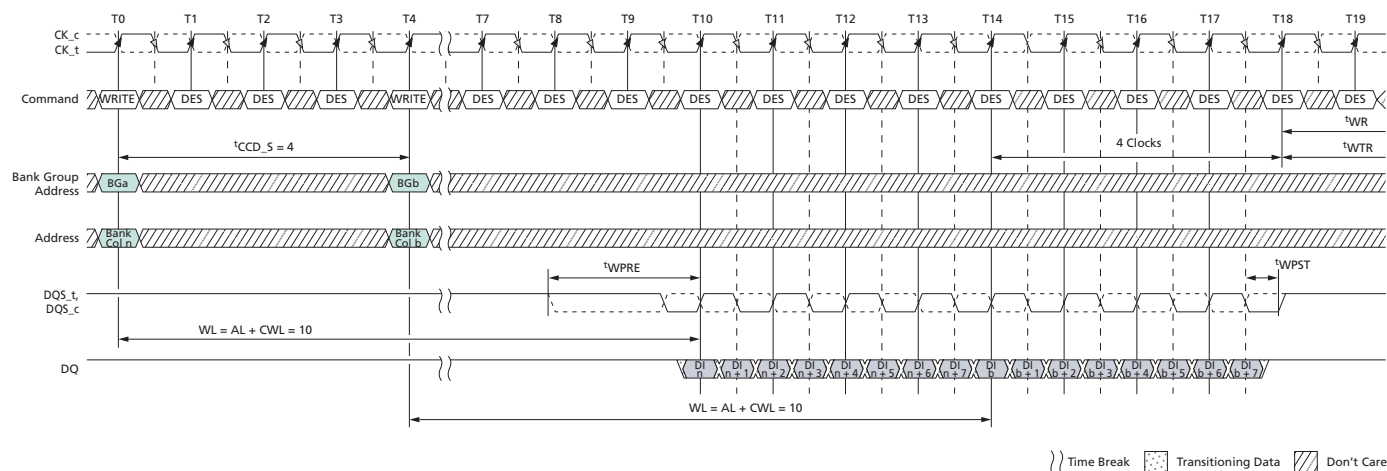 T0 T1 T2 T3 T4 T7 T8 T9 T10 T11 T12 T13 T14 T15 T16 T17 T18 T19
CK_c
CK_t
Command WRITE DES DES DES WRITE DES DES DES DES DES DES DES DES DES DES DES DES DES
tWR
tCCD_S = 4 4 Clocks tWTR
Bank Group
Address BGa BGb
Address Bank Col n Bank Col b
tWPRE tWPST
DQS_t,
DQS_c
WL = AL + CWL = 10
DQ DI n DI n + 1 DI n + 2 DI n + 3 DI n + 4 DI n + 5 DI n + 6 DI n + 7 DI b DI b + 1 DI b + 2 DI b + 3 DI b + 4 DI b + 5 DI b + 6 DI b + 7
WL = AL + CWL = 10
Time Break Transitioning Data Don't Care